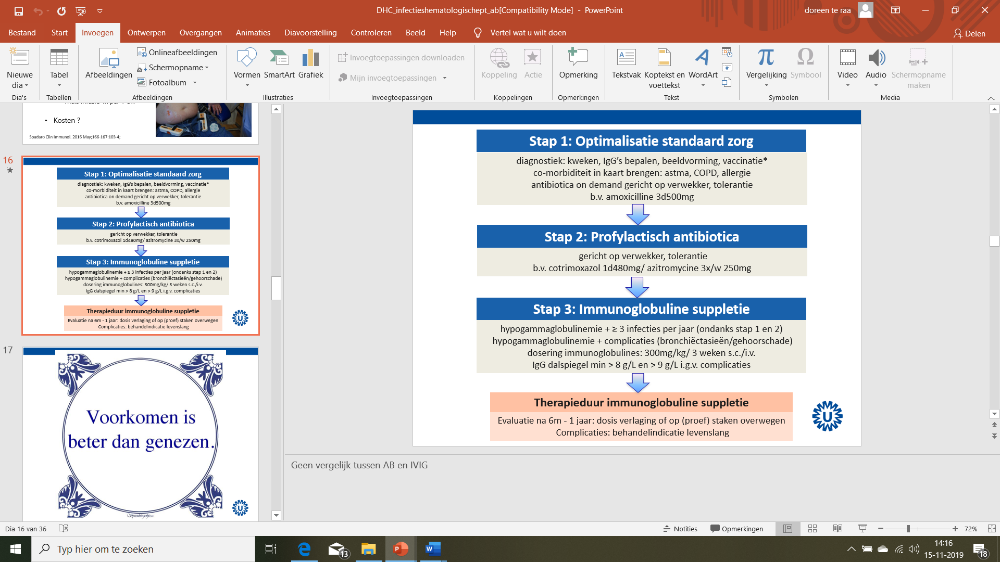 DHC_infectieshematologischept_ab[Compatibility Mode] - PowerPoint
doreen te raa
Bestand Start Invoegen Ontwerpen Overgangen Animaties Diavoorstelling Controleren Beeld Help Vertel wat u wilt doen Delen
Nieuwe dia
Dia's
Tabel
Tabellen
Afbeeldingen
Onlineafbeeldingen
Schermopname
Fotoalbum
Afbeeldingen
Vormen SmartArt Grafiek
Illustraties
Invoegtoepassingen downloaden
Mijn invoegtoepassingen
Invoegtoepassingen
Koppeling Actie
Koppelingen
Opmerking
Opmerkingen
Tekstvak
Koptekst en voettekst
WordArt
Tekst
Vergelijking Symbool
Symbolen
Video Audio
Schermopname maken
Media
• Kosten ?
Spadaro Clin Immunol. 2016 May;166-167:103-4;
16
Stap 1: Optimalisatie standaard zorg
diagnostiek: kweken, IgG’s bepalen, beeldvorming, vaccinatie*
co-morbiditeit in kaart brengen: astma, COPD, allergie
antibiotica on demand gericht op verwekker, tolerantie
b.v. amoxicilline 3d500mg
Stap 2: Profylactisch antibiotica
gericht op verwekker, tolerantie
b.v. cotrimoxazol 1d480mg/ azitromycine 3x/w 250mg
Stap 3: Immunoglobuline suppletie
hypogammaglobulinemie + ≥ 3 infecties per jaar (ondanks stap 1 en 2)
hypogammaglobulinemie + complicaties (bronchiëctasieën/gehoorschade)
dosering immunoglobulines: 300mg/kg/ 3 weken s.c./i.v.
IgG dalspiegel min > 8 g/L en > 9 g/L i.g.v. complicaties
Therapieduur immunoglobuline suppletie
Evaluatie na 6m - 1 jaar: dosis verlaging of op (proef) staken overwegen
Complicaties: behandelindicatie levenslang
U
17
Voorkomen is
beter dan genezen.
Spreuktegeltje.nl
U
Stap 1: Optimalisatie standaard zorg
diagnostiek: kweken, IgG’s bepalen, beeldvorming, vaccinatie*
co-morbiditeit in kaart brengen: astma, COPD, allergie
antibiotica on demand gericht op verwekker, tolerantie
b.v. amoxicilline 3d500mg
Stap 2: Profylactisch antibiotica
gericht op verwekker, tolerantie
b.v. cotrimoxazol 1d480mg/ azitromycine 3x/w 250mg
Stap 3: Immunoglobuline suppletie
hypogammaglobulinemie + ≥ 3 infecties per jaar (ondanks stap 1 en 2)
hypogammaglobulinemie + complicaties (bronchiëctasieën/gehoorschade)
dosering immunoglobulines: 300mg/kg/ 3 weken s.c./i.v.
IgG dalspiegel min > 8 g/L en > 9 g/L i.g.v. complicaties
Therapieduur immunoglobuline suppletie
Evaluatie na 6m - 1 jaar: dosis verlaging of op (proef) staken overwegen
Complicaties: behandelindicatie levenslang
U
Geen vergelijk tussen AB en IVIG
Dia 16 van 36
Notities Opmerkingen 72%
Typ hier om te zoeken
13
14:16
15-11-2019
18